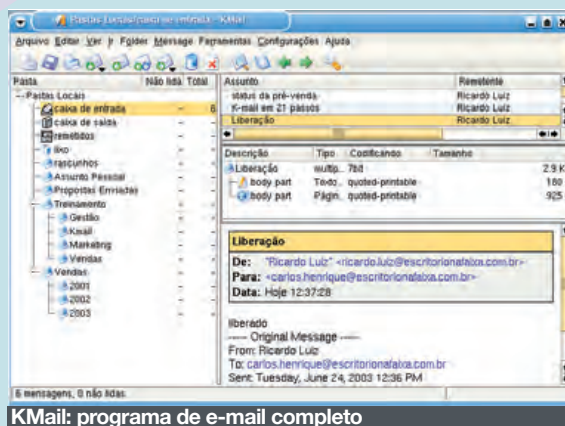 Pastas Locais/caixa de entrada - KMail
Arquivo Editar Ver Ir Folder Message Ferramentas Configurações Ajuda
Pasta Não lida Total
Pastas Locais
caixa de entrada - 6
caixa de saída - -
remetidos - -
lixo - -
rascunhos - -
Assunto Pessoal - -
Propostas Enviadas - -
Treinamento - -
Gestão - -
Kmail - -
Marketing - -
Vendas - -
Vendas - -
2001 - -
2002 - -
2003 - -
Assunto Remetente
status da pré-venda Ricardo Luiz
K-mail em 21 passos Ricardo Luiz
Liberação Ricardo Luiz
Descrição Tipo Codificando Tamanho
Liberação multip.. 7bit 2.9 K
body part Texto.. quoted-printable 180
body part Págin.. quoted-printable 925
Liberação
De: "Ricardo Luiz" <ricardo.luiz@escritorionafaixa.com.br>
Para: <carlos.henrique@escritorionafaixa.com.br>
Data: Hoje 12:37:28
liberado
----- Original Message -----
From: Ricardo Luiz
To: carlos.henrique@escritorionafaixa.com.br
Sent: Tuesday, June 24, 2003 12:36 PM
6 mensagens, 0 não lidas.
KMail: programa de e-mail completo